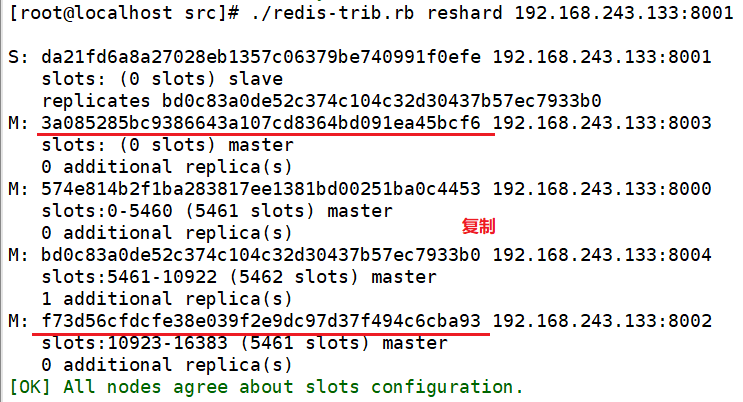 [root@localhost src]# ./redis-trib.rb reshard 192.168.243.133:8001
S: da21fd6a8a27028eb1357c06379be740991f0efe 192.168.243.133:8001
slots: (0 slots) slave
replicates bd0c83a0de52c374c104c32d30437b57ec7933b0
M: 3a085285bc9386643a107cd8364bd091ea45bcf6 192.168.243.133:8003
slots: (0 slots) master
0 additional replica(s)
M: 574e814b2f1ba283817ee1381bd00251ba0c4453 192.168.243.133:8000
slots:0-5460 (5461 slots) master
复制
0 additional replica(s)
M: bd0c83a0de52c374c104c32d30437b57ec7933b0 192.168.243.133:8004
slots:5461-10922 (5462 slots) master
1 additional replica(s)
M: f73d56cfdcfe38e039f2e9dc97d37f494c6cba93 192.168.243.133:8002
slots:10923-16383 (5461 slots) master
0 additional replica(s)
[OK] All nodes agree about slots configuration.